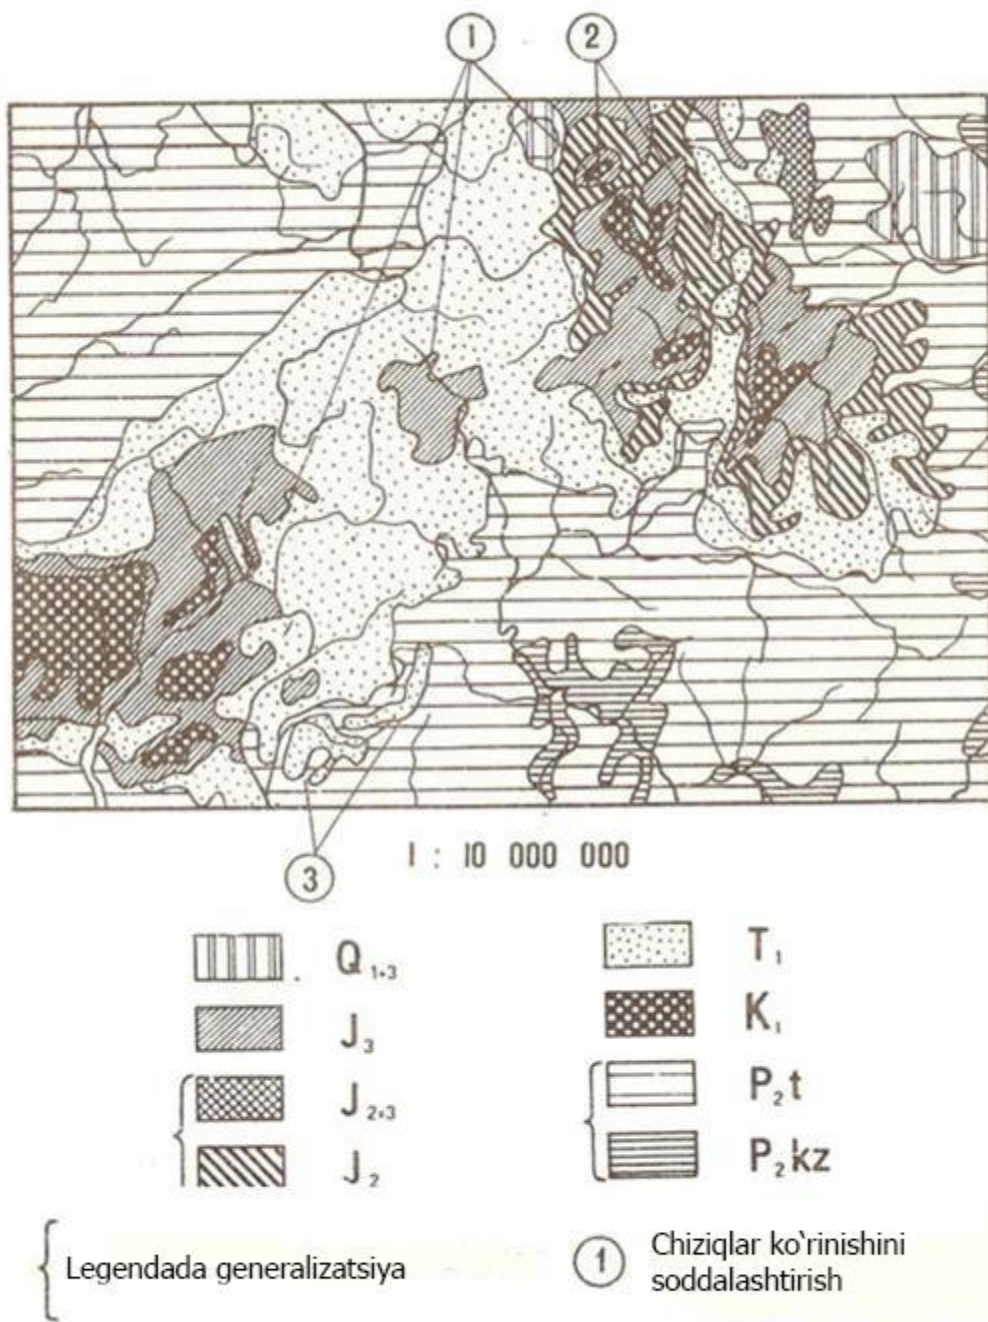 1 2
3
1 : 10 000 000
Q₁₊₃
T₁
J₃
K₁
J₂₊₃
P₂t
J₂
P₂kz
Legendada generalizatsiya
1 Chiziqlar ko`rinishini
soddalashtirish